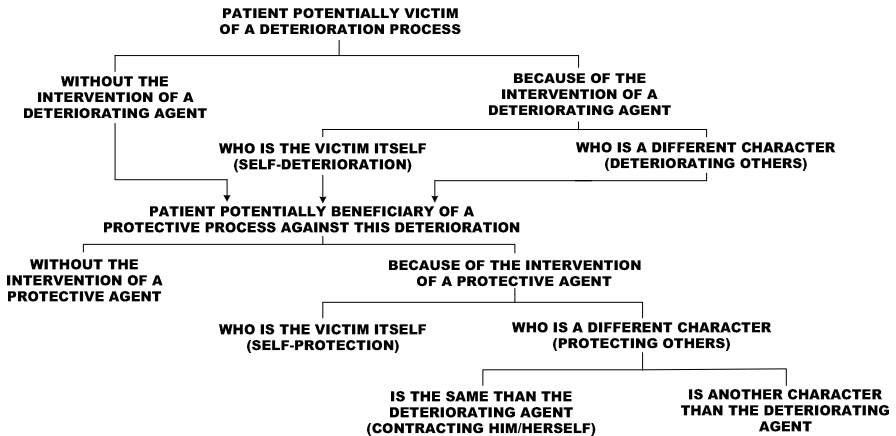 PATIENT POTENTIALLY VICTIM
OF A DETERIORATION PROCESS
WITHOUT THE
INTERVENTION OF A
DETERIORATING AGENT
BECAUSE OF THE
INTERVENTION OF A
DETERIORATING AGENT
WHO IS THE VICTIM ITSELF
(SELF-DETERIORATION)
WHO IS A DIFFERENT CHARACTER
(DETERIORATING OTHERS)
PATIENT POTENTIALLY BENEFICIARY OF A
PROTECTIVE PROCESS AGAINST THIS DETERIORATION
WITHOUT THE
INTERVENTION OF A
PROTECTIVE AGENT
BECAUSE OF THE INTERVENTION
OF A PROTECTIVE AGENT
WHO IS THE VICTIM ITSELF
(SELF-PROTECTION)
WHO IS A DIFFERENT CHARACTER
(PROTECTING OTHERS)
IS THE SAME THAN THE
DETERIORATING AGENT
(CONTRACTING HIM/HERSELF)
IS ANOTHER CHARACTER
THAN THE DETERIORATING
AGENT